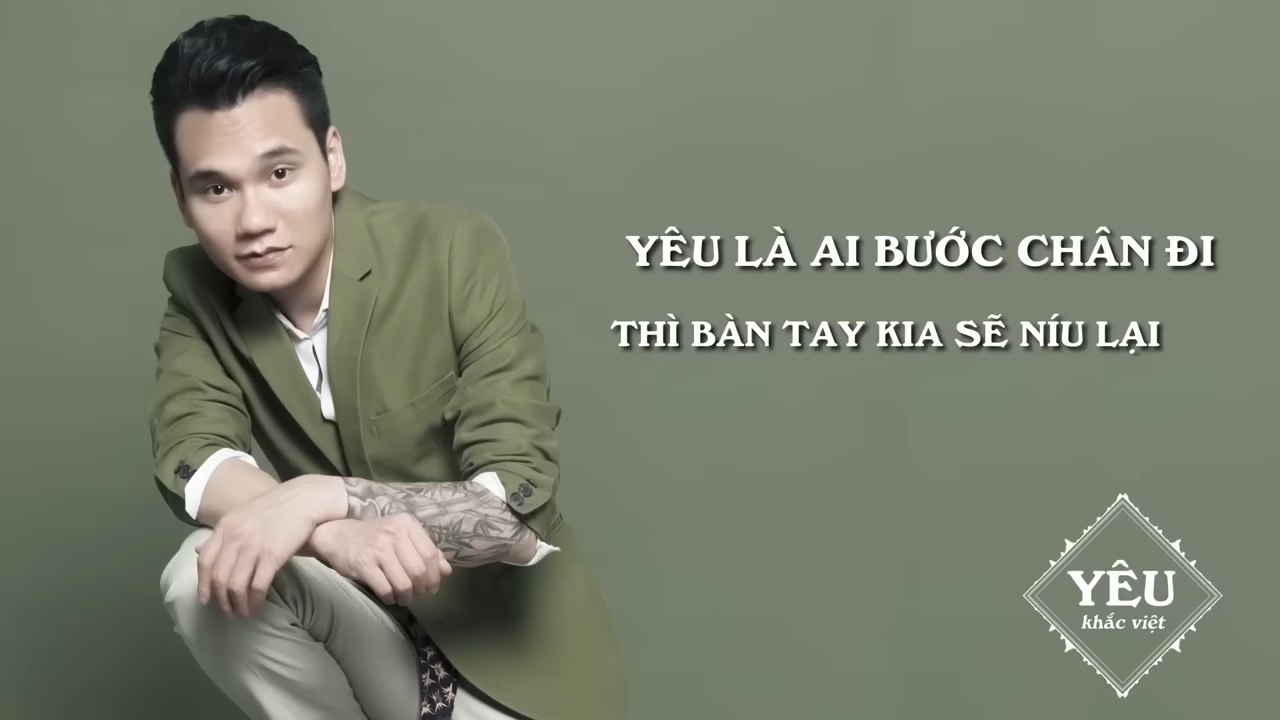 YÊU LÀ AI BƯỚC CHÂN ĐI
THÌ BÀN TAY KIA SẼ NÍU LẠI
YÊU
khắc việt